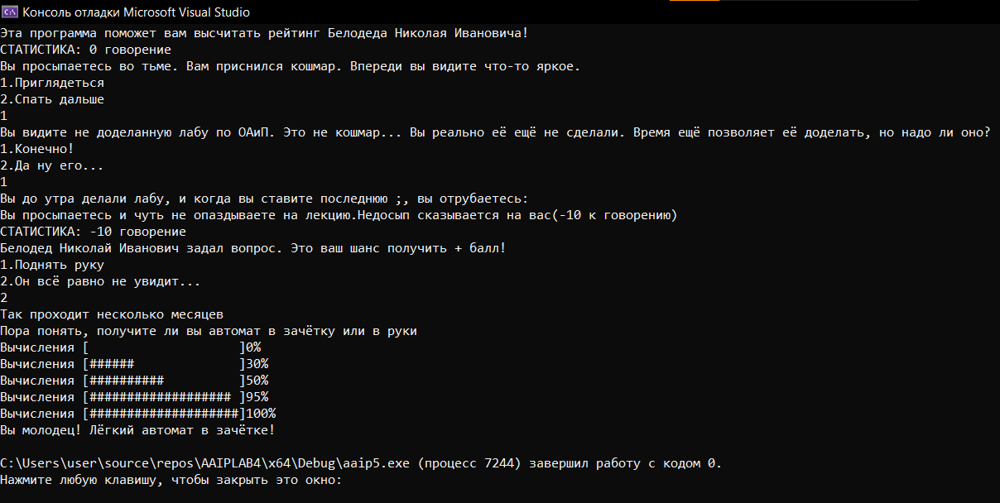 C:\ Консоль отладки Microsoft Visual Studio
Эта программа поможет вам высчитать рейтинг Белодеда Николая Ивановича!
СТАТИСТИКА: 0 говорение
Вы просыпаетесь во тьме. Вам приснился кошмар. Впереди вы видите что-то яркое.
1.Приглядеться
2.Спать дальше
1
Вы видите не доделанную лабу по ОАиП. Это не кошмар... Вы реально её ещё не сделали. Время ещё позволяет её доделать, но надо ли оно?
1.Конечно!
2.Да ну его...
1
Вы до утра делали лабу, и когда вы ставите последнюю ;, вы отрубаетесь:
Вы просыпаетесь и чуть не опаздываете на лекцию.Недосып сказывается на вас(-10 к говорению)
СТАТИСТИКА: -10 говорение
Белодед Николай Иванович задал вопрос. Это ваш шанс получить + балл!
1.Поднять руку
2.Он всё равно не увидит...
2
Так проходит несколько месяцев
Пора понять, получите ли вы автомат в зачётку или в руки
Вычисления [                    ]0%
Вычисления [######              ]30%
Вычисления [##########          ]50%
Вычисления [################### ]95%
Вычисления [####################]100%
Вы молодец! Лёгкий автомат в зачётке!
C:\Users\user\source\repos\AAIPLAB4\x64\Debug\aaip5.exe (процесс 7244) завершил работу с кодом 0.
Нажмите любую клавишу, чтобы закрыть это окно: